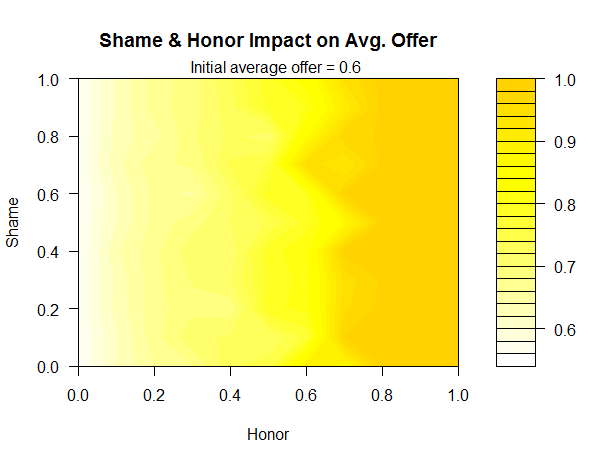 Shame & Honor Impact on Avg. Offer
Initial average offer = 0.6
Shame
1.0
0.8
0.6
0.4
0.2
0.0
0.0 0.2 0.4 0.6 0.8 1.0
Honor
1.0
0.9
0.8
0.7
0.6